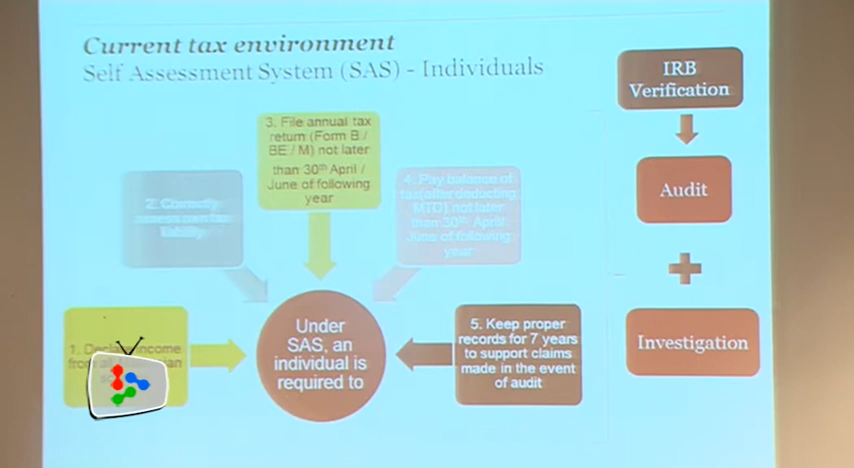 Current tax environment
Self Assessment System (SAS) - Individuals
IRB
Verification
3. File annual tax
return (Form B /
BE / M) not later
than 30th April /
June of following
year
Audit
2. Correctly
liability
4. Pay balance of
tax (after deducting
MTD) not later
than 30th April
June of following
year
Under
SAS, an
individual is
required to
1. Declare income
from
5. Keep proper
records for 7 years
to support claims
made in the event
of audit
Investigation